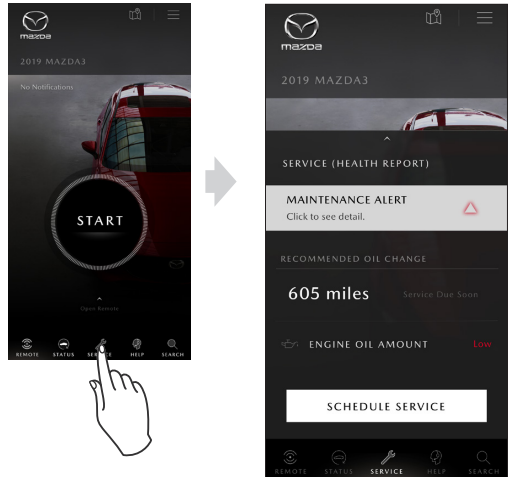 mazda
2019 MAZDA3
No Notifications
START
Open Remote
REMOTE STATUS SERVICE HELP SEARCH
mazda
2019 MAZDA3
SERVICE (HEALTH REPORT)
MAINTENANCE ALERT
Click to see detail.
RECOMMENDED OIL CHANGE
605 miles Service Due Soon
ENGINE OIL AMOUNT Low
SCHEDULE SERVICE
REMOTE STATUS SERVICE HELP SEARCH